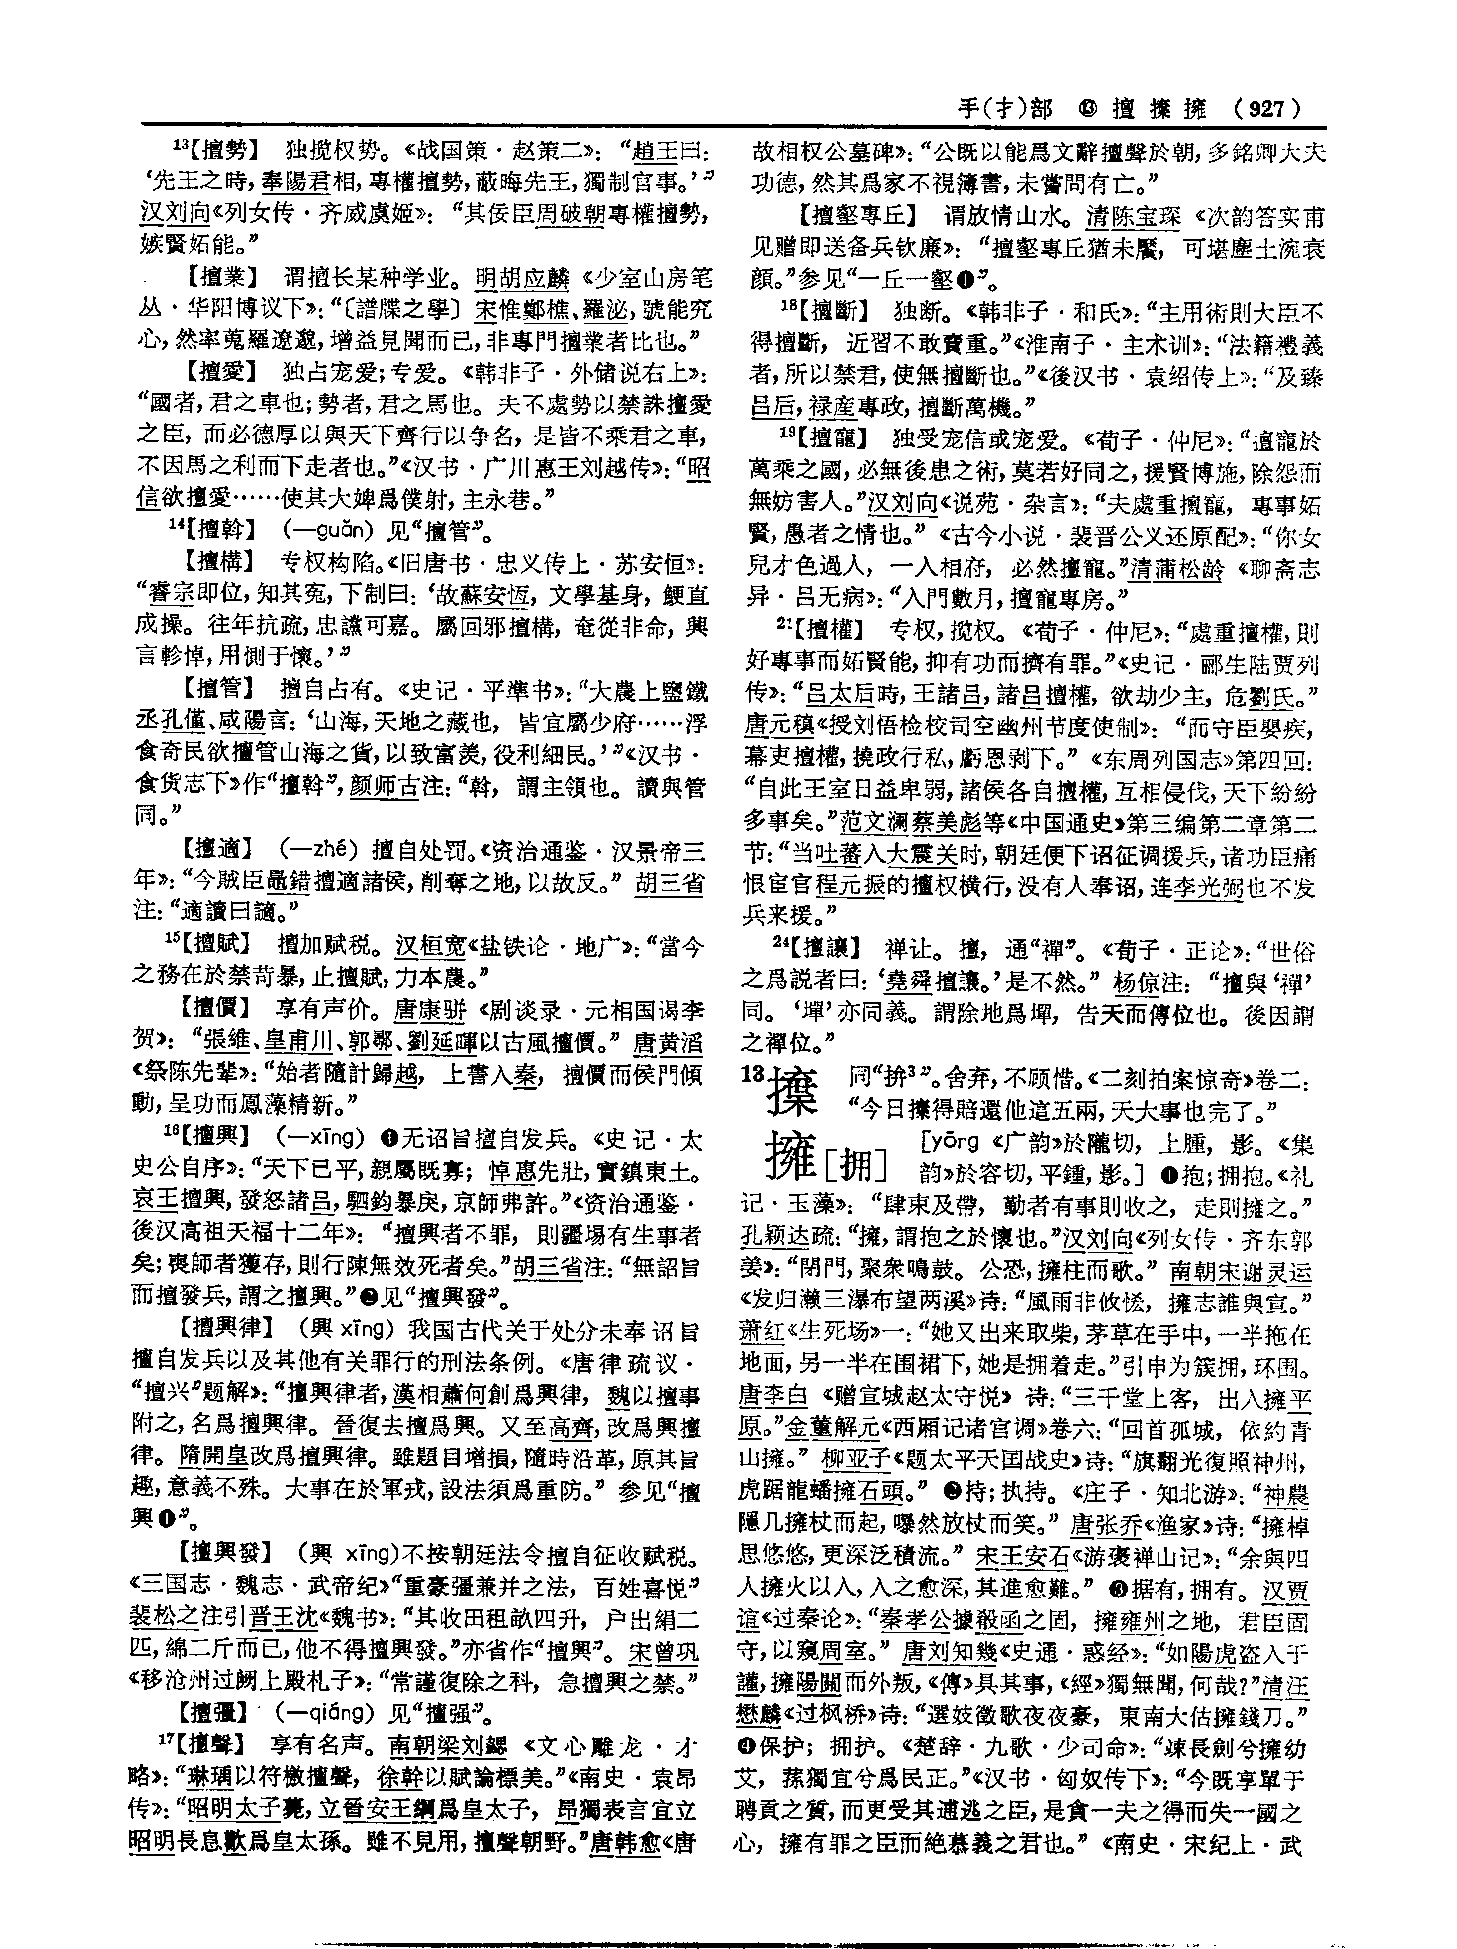 手(扌)部 ⓭ 擅 㩒 擁 (927)
¹³【擅勢】 独揽权势。《战国策·赵策二》：“趙王曰：
‘先王之時，奉陽君相，專權擅勢，蔽晦先王，獨制官事。’”
汉刘向《列女传·齐威虞姬》：“其佞臣周破朝專權擅勢，
嫉賢妬能。”
【擅業】 谓擅长某种学业。明胡应麟《少室山房笔
丛·华阳博议下》：“〔譜牒之學〕宋惟鄭樵、羅泌，號能究
心，然率蒐羅遼邈，增益見聞而已，非專門擅業者比也。”
【擅愛】 独占宠爱；专爱。《韩非子·外储说右上》：
“國者，君之車也；勢者，君之馬也。夫不處勢以禁誅擅愛
之臣，而必德厚以與天下齊行以争名，是皆不乘君之車，
不因馬之利而下走者也。”《汉书·广川惠王刘越传》：“昭
信欲擅愛……使其大婢爲僕射，主永巷。”
¹⁴【擅斡】 （—guǎn）见“擅管”。
【擅構】 专权构陷。《旧唐书·忠义传上·苏安恒》：
“睿宗即位，知其冤，下制曰：‘故蘇安恆，文學基身，鯁直
成操。往年抗疏，忠讜可嘉。屬回邪擅構，奄從非命，興
言軫悼，用惻于懷。’”
【擅管】 擅自占有。《史记·平準书》：“大農上鹽鐵
丞孔僅、咸陽言：‘山海，天地之藏也，皆宜屬少府……浮
食奇民欲擅管山海之貨，以致富羡，役利細民。’”《汉书·
食货志下》作“擅斡”，颜师古注：“斡，謂主領也。讀與管
同。”
【擅適】 （—zhé）擅自处罚。《资治通鉴·汉景帝三
年》：“今賊臣鼂錯擅適諸侯，削奪之地，以故反。”胡三省
注：“適讀曰謫。”
¹⁵【擅賦】 擅加赋税。汉桓宽《盐铁论·地广》：“當今
之務在於禁苛暴，止擅賦，力本農。”
【擅價】 享有声价。唐康骈《剧谈录·元相国谒李
贺》：“張維、皇甫川、郭鄩、劉延暉以古風擅價。”唐黄滔
《祭陈先辈》：“始者隨計歸越，上書入秦，擅價而侯門傾
動，呈功而鳳藻精新。”
¹⁶【擅興】 （—xīng）❶无诏旨擅自发兵。《史记·太
史公自序》：“天下已平，親屬既寡；悼惠先壯，實鎮東土。
哀王擅興，發怒諸吕，駟鈞暴戾，京師弗許。”《资治通鉴·
後汉高祖天福十二年》：“擅興者不罪，則疆埸有生事者
矣；喪師者獲存，則行陳無效死者矣。”胡三省注：“無詔旨
而擅發兵，謂之擅興。”❷见“擅興發”。
【擅興律】 （興 xīng）我国古代关于处分未奉诏旨
擅自发兵以及其他有关罪行的刑法条例。《唐律疏议·
“擅兴”题解》：“擅興律者，漢相蕭何創爲興律，魏以擅事
附之，名爲擅興律。晉復去擅爲興。又至高齊，改爲興擅
律。隋開皇改爲擅興律。雖題目增損，隨時沿革，原其旨
趣，意義不殊。大事在於軍戎，設法須爲重防。”参见“擅
興❶”。
【擅興發】 （興 xīng）不按朝廷法令擅自征收赋税。
《三国志·魏志·武帝纪》“重豪彊兼并之法，百姓喜悦”
裴松之注引晋王沈《魏书》：“其收田租畝四升，户出絹二
匹，綿二斤而已，他不得擅興發。”亦省作“擅興”。宋曾巩
《移沧州过阙上殿札子》：“常謹復除之科，急擅興之禁。”
【擅彊】 （—qiáng）见“擅强”。
¹⁷【擅聲】 享有名声。南朝梁刘勰《文心雕龙·才
略》：“琳瑀以符檄擅聲，徐幹以賦論標美。”《南史·袁昂
传》：“昭明太子薨，立晉安王綱爲皇太子，昂獨表言宜立
昭明長息歡爲皇太孫。雖不見用，擅聲朝野。”唐韩愈《唐
故相权公墓碑》：“公既以能爲文辭擅聲於朝，多銘卿大夫
功德，然其爲家不視簿書，未嘗問有亡。”
【擅壑專丘】 谓放情山水。清陈宝琛《次韵答实甫
见赠即送备兵钦廉》：“擅壑專丘猶未饜，可堪塵土涴衰
顔。”参见“一丘一壑❶”。
¹⁸【擅斷】 独断。《韩非子·和氏》：“主用術則大臣不
得擅斷，近習不敢賣重。”《淮南子·主术训》：“法籍禮義
者，所以禁君，使無擅斷也。”《後汉书·袁绍传上》：“及臻
吕后，禄産專政，擅斷萬機。”
¹⁹【擅寵】 独受宠信或宠爱。《荀子·仲尼》：“擅寵於
萬乘之國，必無後患之術，莫若好同之，援賢博施，除怨而
無妨害人。”汉刘向《说苑·杂言》：“夫處重擅寵，專事妬
賢，愚者之情也。”《古今小说·裴晋公义还原配》：“你女
兒才色過人，一入相府，必然擅寵。”清蒲松龄《聊斋志
异·吕无病》：“入門數月，擅寵專房。”
²¹【擅權】 专权，揽权。《荀子·仲尼》：“處重擅權，則
好專事而妬賢能，抑有功而擠有罪。”《史记·郦生陆贾列
传》：“吕太后時，王諸吕，諸吕擅權，欲劫少主，危劉氏。”
唐元稹《授刘悟检校司空幽州节度使制》：“而守臣嬰疾，
幕吏擅權，撓政行私，虧恩剥下。”《东周列国志》第四回：
“自此王室日益卑弱，諸侯各自擅權，互相侵伐，天下紛紛
多事矣。”范文澜蔡美彪等《中国通史》第三编第二章第二
节：“当吐蕃入大震关时，朝廷便下诏征调援兵，诸功臣痛
恨宦官程元振的擅权横行，没有人奉诏，连李光弼也不发
兵来援。”
²⁴【擅讓】 禅让。擅，通“禪”。《荀子·正论》：“世俗
之爲説者曰：‘堯舜擅讓。’是不然。”杨倞注：“擅與‘禪’
同。‘墠’亦同義。謂除地爲墠，告天而傳位也。後因謂
之禪位。”
¹³㩒 同“拚³”。舍弃，不顾惜。《二刻拍案惊奇》卷二：
“今日㩒得賠還他這五兩，天大事也完了。”
擁［拥］ ［yōng《广韵》於隴切，上腫，影。《集
韵》於容切，平鍾，影。］ ❶抱；拥抱。《礼
记·玉藻》：“肆束及帶，勤者有事則收之，走則擁之。”
孔颖达疏：“擁，謂抱之於懷也。”汉刘向《列女传·齐东郭
姜》：“閉門，聚衆鳴鼓。公恐，擁柱而歌。”南朝宋谢灵运
《发归濑三瀑布望两溪》诗：“風雨非攸恡，擁志誰與宣。”
萧红《生死场》一：“她又出来取柴，茅草在手中，一半拖在
地面，另一半在围裙下，她是拥着走。”引申为簇拥，环围。
唐李白《赠宣城赵太守悦》诗：“三千堂上客，出入擁平
原。”金董解元《西厢记诸宫调》卷六：“回首孤城，依約青
山擁。”柳亚子《题太平天国战史》诗：“旗翻光復照神州，
虎踞龍蟠擁石頭。” ❷持；执持。《庄子·知北游》：“神農
隱几擁杖而起，嚗然放杖而笑。”唐张乔《渔家》诗：“擁棹
思悠悠，更深泛積流。”宋王安石《游褒禅山记》：“余與四
人擁火以入，入之愈深，其進愈難。” ❸据有，拥有。汉贾
谊《过秦论》：“秦孝公據殽函之固，擁雍州之地，君臣固
守，以窺周室。”唐刘知幾《史通·惑经》：“如陽虎盗入于
讙，擁陽關而外叛，《傳》具其事，《經》獨無聞，何哉？”清汪
懋麟《过枫桥》诗：“選妓徵歌夜夜豪，東南大估擁錢刀。”
❹保护；拥护。《楚辞·九歌·少司命》：“竦長劍兮擁幼
艾，蓀獨宜兮爲民正。”《汉书·匈奴传下》：“今既享單于
聘貢之質，而更受其逋逃之臣，是貪一夫之得而失一國之
心，擁有罪之臣而絶慕義之君也。”《南史·宋纪上·武